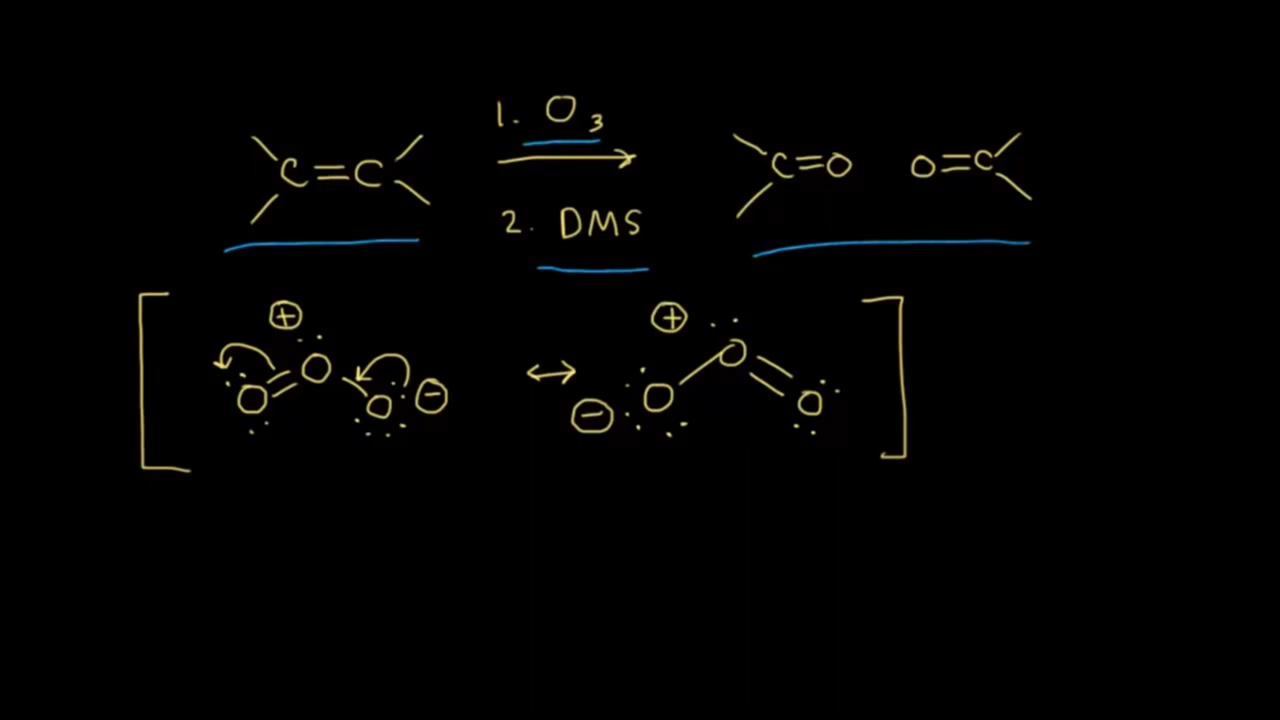 1. O3
C=C
C=O O=C
2. DMS
⊕ ⊕
O=O-O ⊖ ↔ ⊖ O-O=O